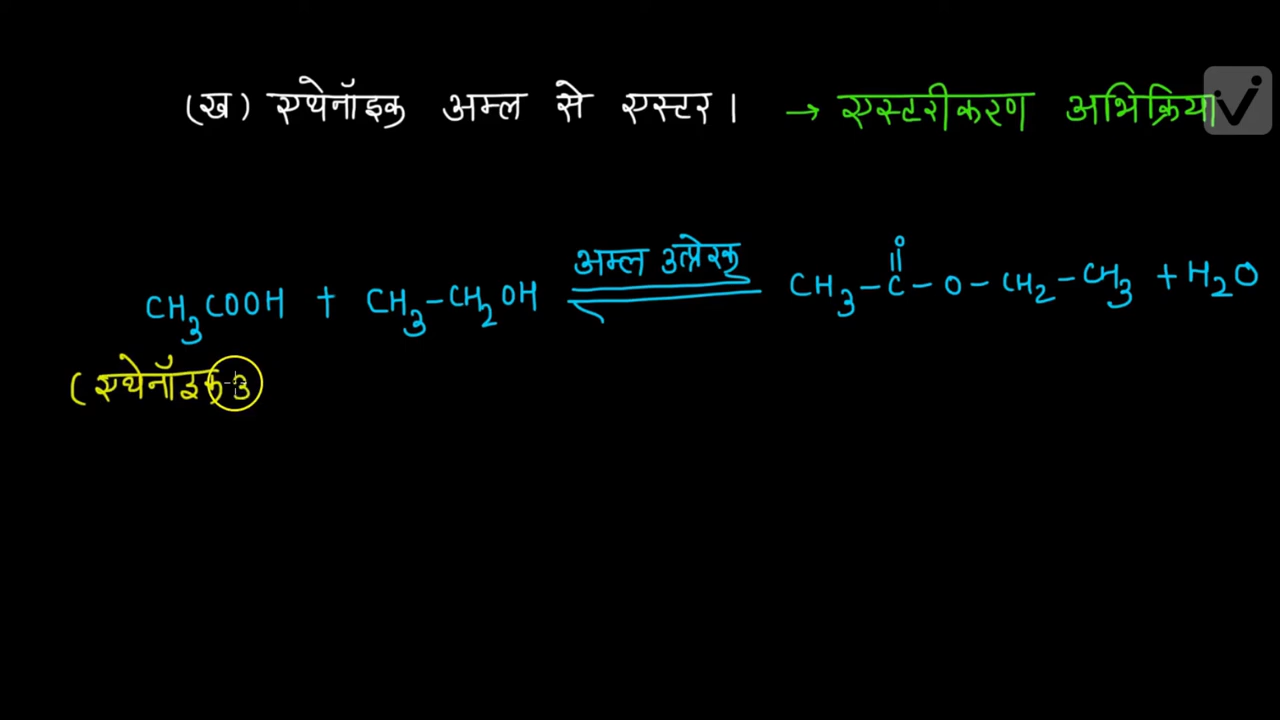 (ख) एथेनॉइक अम्ल से एस्टर। → एस्टरीकरण अभिक्रिया
अम्ल उत्प्रेरक
O
CH3COOH + CH3-CH2OH ⇌ CH3-C-O-CH2-CH3 + H2O
(एथेनॉइक